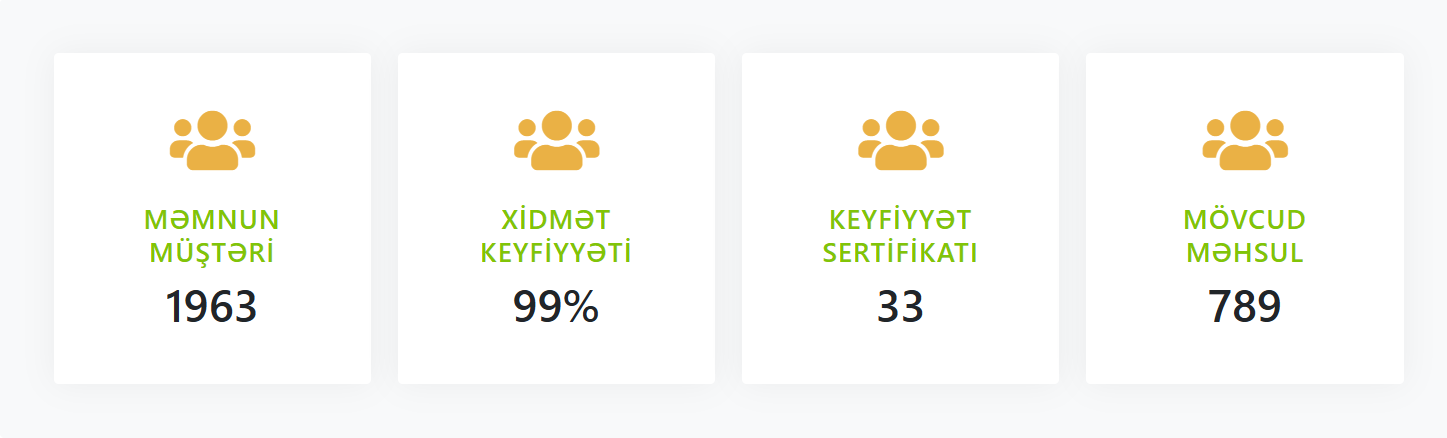 MƏMNUN
MÜŞTƏRİ
1963
XİDMƏT
KEYFİYYƏTİ
99%
KEYFİYYƏT
SERTİFİKATI
33
MÖVCUD
MƏHSUL
789